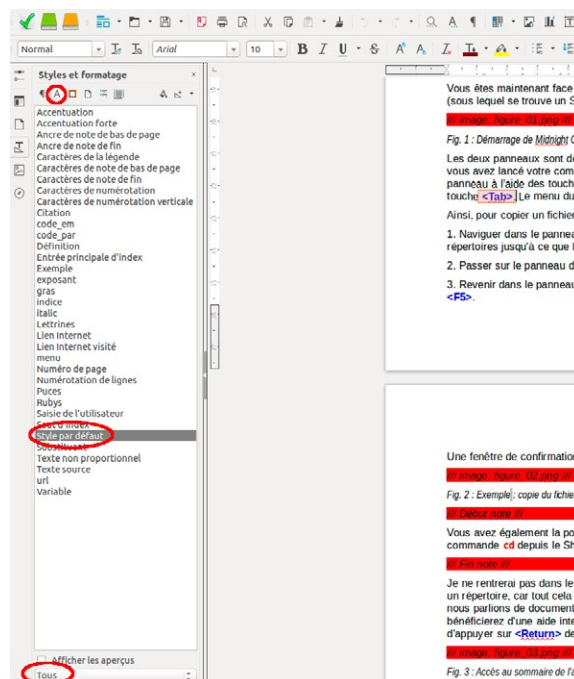 Normal
Arial
10
Styles et formatage
Accentuation
Accentuation forte
Ancre de note de bas de page
Ancre de note de fin
Caractères de la légende
Caractères de note de bas de page
Caractères de note de fin
Caractères de numérotation
Caractères de numérotation verticale
Citation
code_em
code_par
Définition
Entrée principale d'index
Exemple
exposant
gras
indice
italic
Lettrines
Lien Internet
Lien Internet visité
menu
Numéro de page
Numérotation de lignes
Puces
Rubys
Saisie de l'utilisateur
Saut d'index
Style par défaut
Substituant
Texte non proportionnel
Texte source
url
Variable
Afficher les aperçus
Tous
Vous êtes maintenant face
(sous lequel se trouve un S
/// image: figure_01.png ///
Fig. 1 : Démarrage de Midnight C
Les deux panneaux sont de
vous avez lancé votre com
panneau à l'aide des touch
touche <Tab>. Le menu du
Ainsi, pour copier un fichier
1. Naviguer dans le pannea
répertoires jusqu'à ce que l
2. Passer sur le panneau d
3. Revenir dans le panneau
<F5>.
Une fenêtre de confirmation
/// image: figure_02.png ///
Fig. 2 : Exemple : copie du fichier
/// Début note ///
Vous avez également la po
commande cd depuis le Sh
/// Fin note ///
Je ne rentrerai pas dans le
un répertoire, car tout cela
nous parlions de document
bénéficierez d'une aide inte
d'appuyer sur <Return> de
/// image: figure_03.png ///
Fig. 3 : Accès au sommaire de l'a